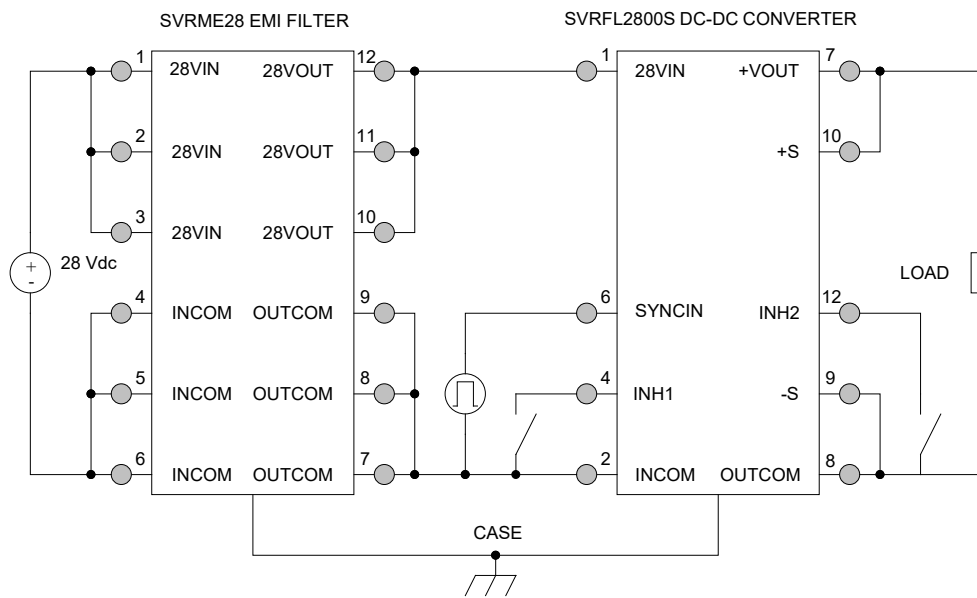 SVRME28 EMI FILTER
SVRFL2800S DC-DC CONVERTER
1 28VIN 28VOUT 12
2 28VIN 28VOUT 11
3 28VIN 28VOUT 10
+
-
28 Vdc
4 INCOM OUTCOM 9
5 INCOM OUTCOM 8
6 INCOM OUTCOM 7
1 28VIN +VOUT 7
+S 10
LOAD
6 SYNCIN INH2 12
4 INH1 -S 9
2 INCOM OUTCOM 8
CASE